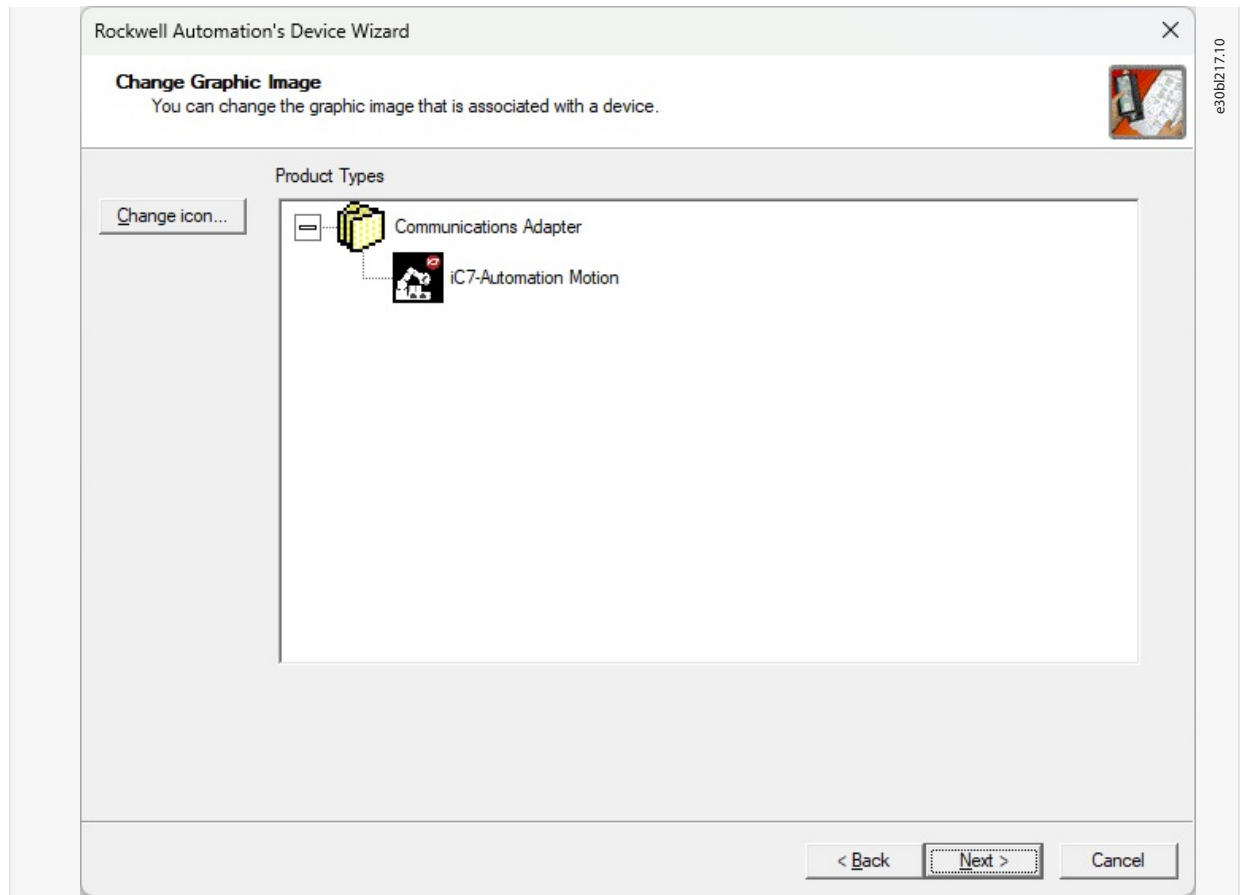 Rockwell Automation's Device Wizard
Change Graphic Image
You can change the graphic image that is associated with a device.
e30bl217.10
Product Types
Change icon...
Communications Adapter
iC7-Automation Motion
< Back
Next >
Cancel